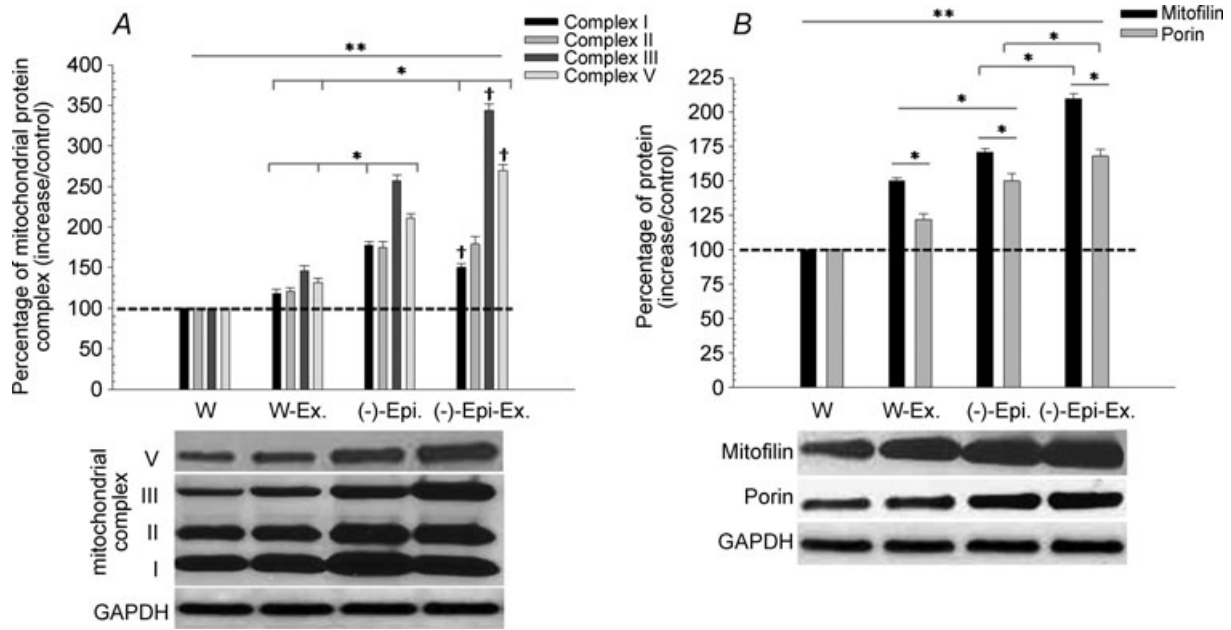 A
Complex I
Complex II
Complex III
Complex V
**
*
*
†
†
†
Percentage of mitochondrial protein
complex (increase/control)
400
350
300
250
200
150
100
50
0
W
W-Ex.
(-)-Epi.
(-)-Epi-Ex.
mitochondrial
complex
V
III
II
I
GAPDH
B
Mitofilin
Porin
**
*
*
*
*
*
*
Percentage of protein
(increase/control)
225
200
175
150
125
100
75
50
25
0
W
W-Ex.
(-)-Epi.
(-)-Epi-Ex.
Mitofilin
Porin
GAPDH